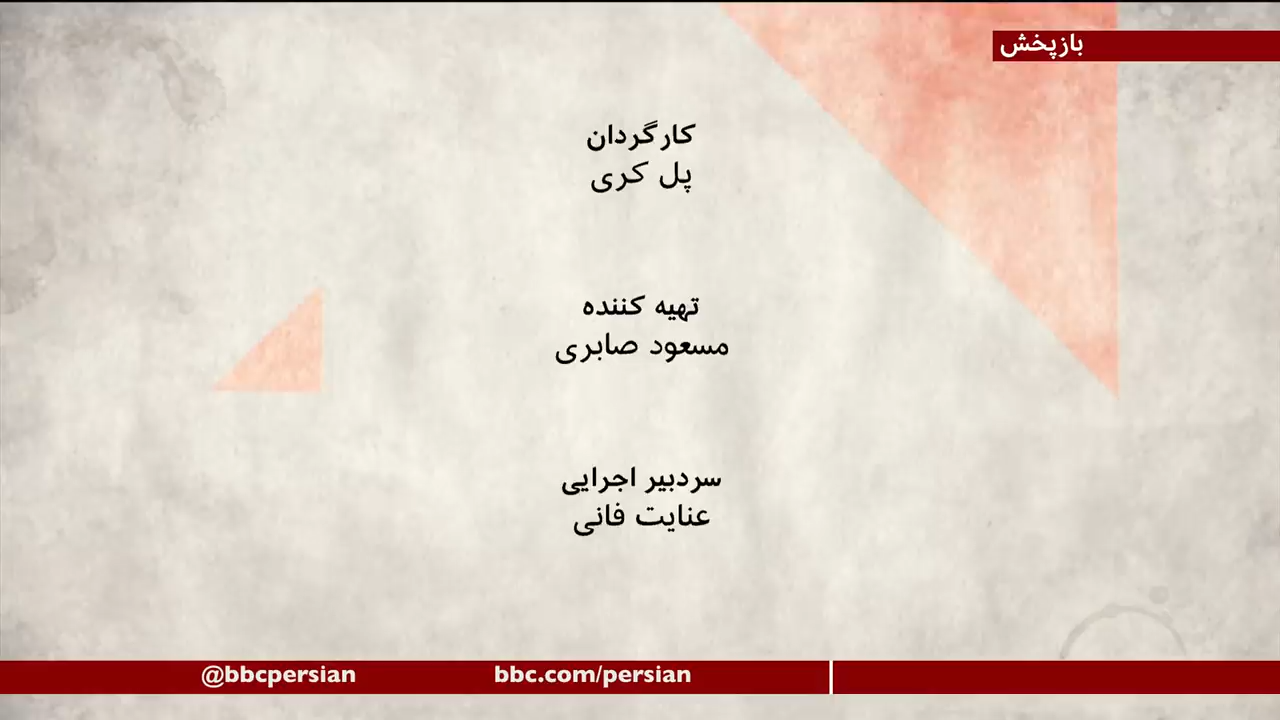 بازپخش
کارگردان
پل کری
تهیه کننده
مسعود صابری
سردبیر اجرایی
عنایت فانی
@bbcpersian
bbc.com/persian